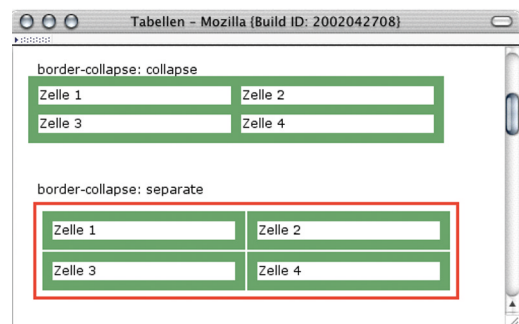 Tabellen - Mozilla {Build ID: 2002042708}
border-collapse: collapse
Zelle 1 Zelle 2
Zelle 3 Zelle 4
border-collapse: separate
Zelle 1 Zelle 2
Zelle 3 Zelle 4